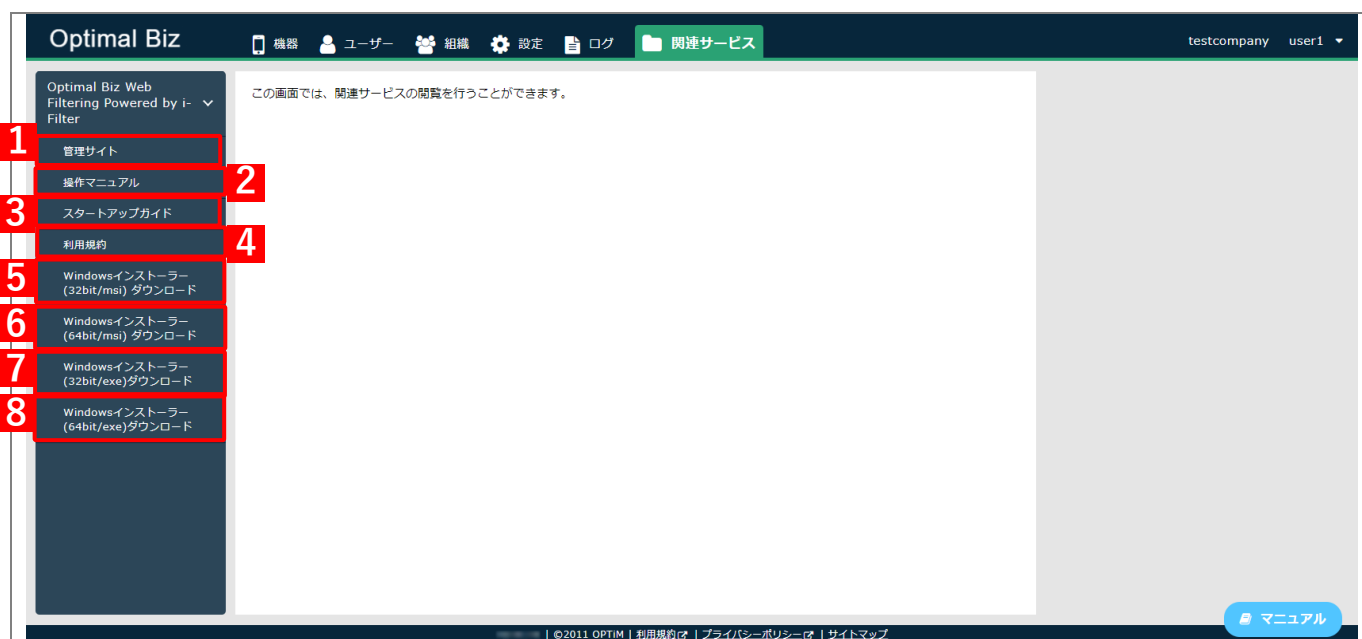 Optimal Biz
機器
ユーザー
組織
設定
ログ
関連サービス
testcompany
user1
Optimal Biz Web
Filtering Powered by i-
Filter
この画面では、関連サービスの閲覧を行うことができます。
1
管理サイト
2
操作マニュアル
3
スタートアップガイド
4
利用規約
5
Windowsインストーラー
(32bit/msi) ダウンロード
6
Windowsインストーラー
(64bit/msi) ダウンロード
7
Windowsインストーラー
(32bit/exe)ダウンロード
8
Windowsインストーラー
(64bit/exe)ダウンロード
マニュアル
| ©2011 OPTiM | 利用規約 | プライバシーポリシー | サイトマップ